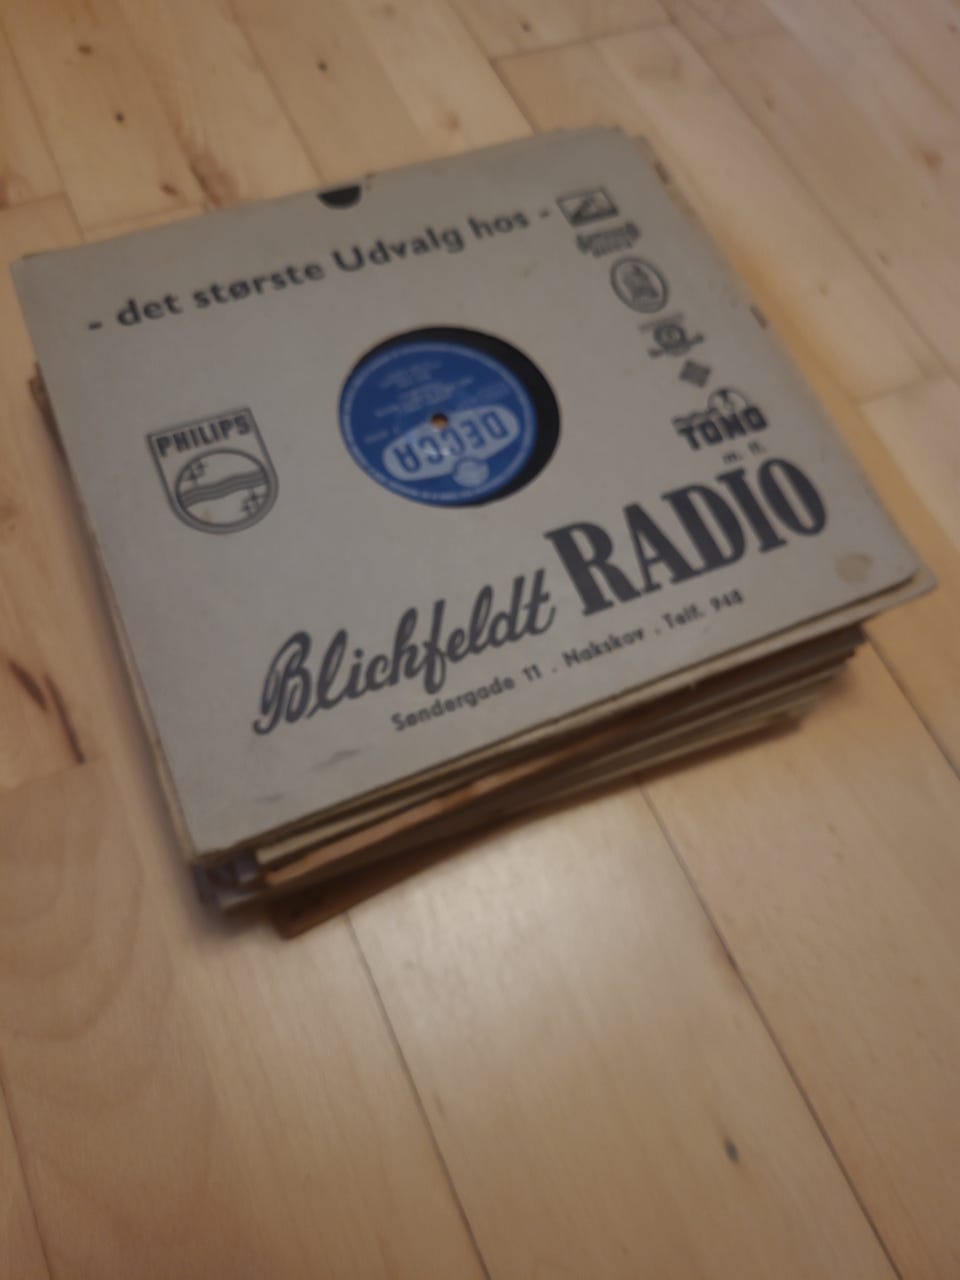 - det største Udvalg hos -
PHILIPS
DECCA
TONO
m. fl.
Blichfeldt RADIO
Søndergade 11 . Nakskov . Telf. 948